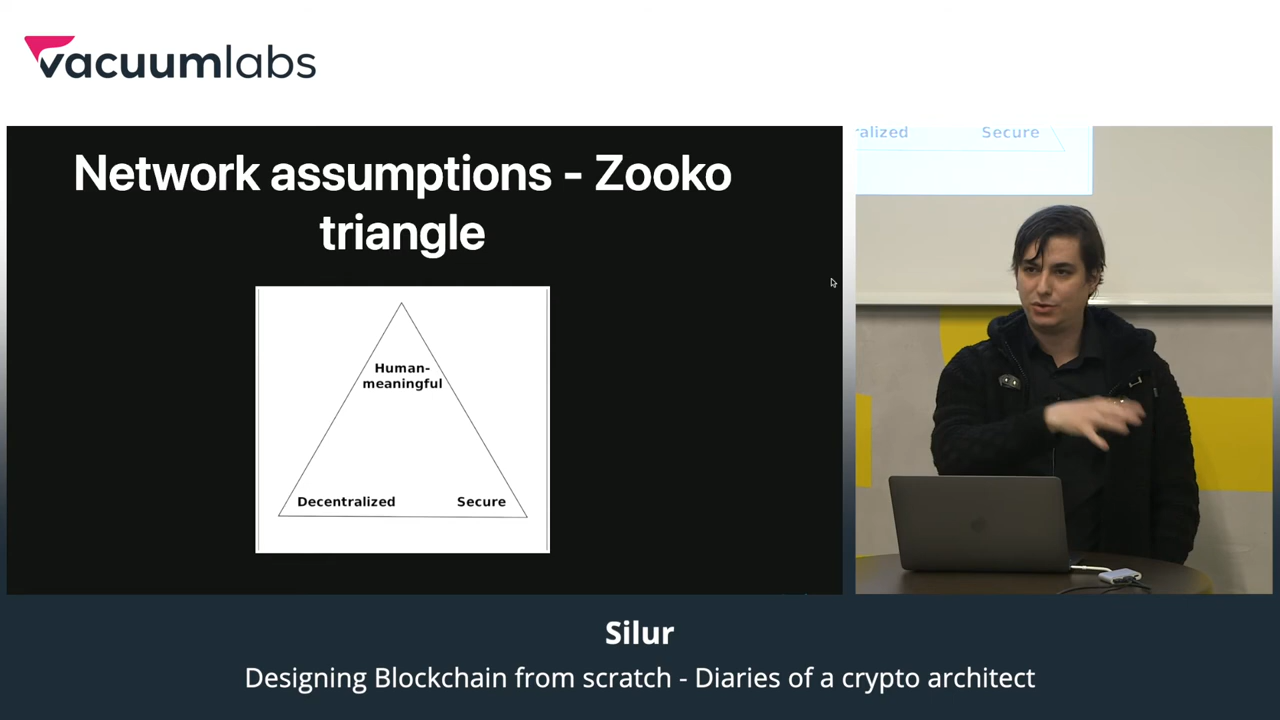 vacuumlabs
Network assumptions - Zooko
triangle
Human-
meaningful
Decentralized
Secure
ralized
Secure
Silur
Designing Blockchain from scratch - Diaries of a crypto architect